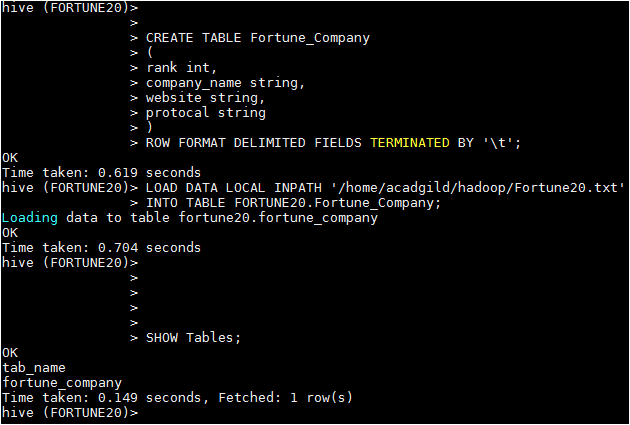 hive (FORTUNE20)>
>
> CREATE TABLE Fortune_Company
> (
> rank int,
> company_name string,
> website string,
> protocal string
> )
> ROW FORMAT DELIMITED FIELDS TERMINATED BY '\t';
OK
Time taken: 0.619 seconds
hive (FORTUNE20)> LOAD DATA LOCAL INPATH '/home/acadgild/hadoop/Fortune20.txt'
> INTO TABLE FORTUNE20.Fortune_Company;
Loading data to table fortune20.fortune_company
OK
Time taken: 0.704 seconds
hive (FORTUNE20)>
>
>
>
>
> SHOW Tables;
OK
tab_name
fortune_company
Time taken: 0.149 seconds, Fetched: 1 row(s)
hive (FORTUNE20)>